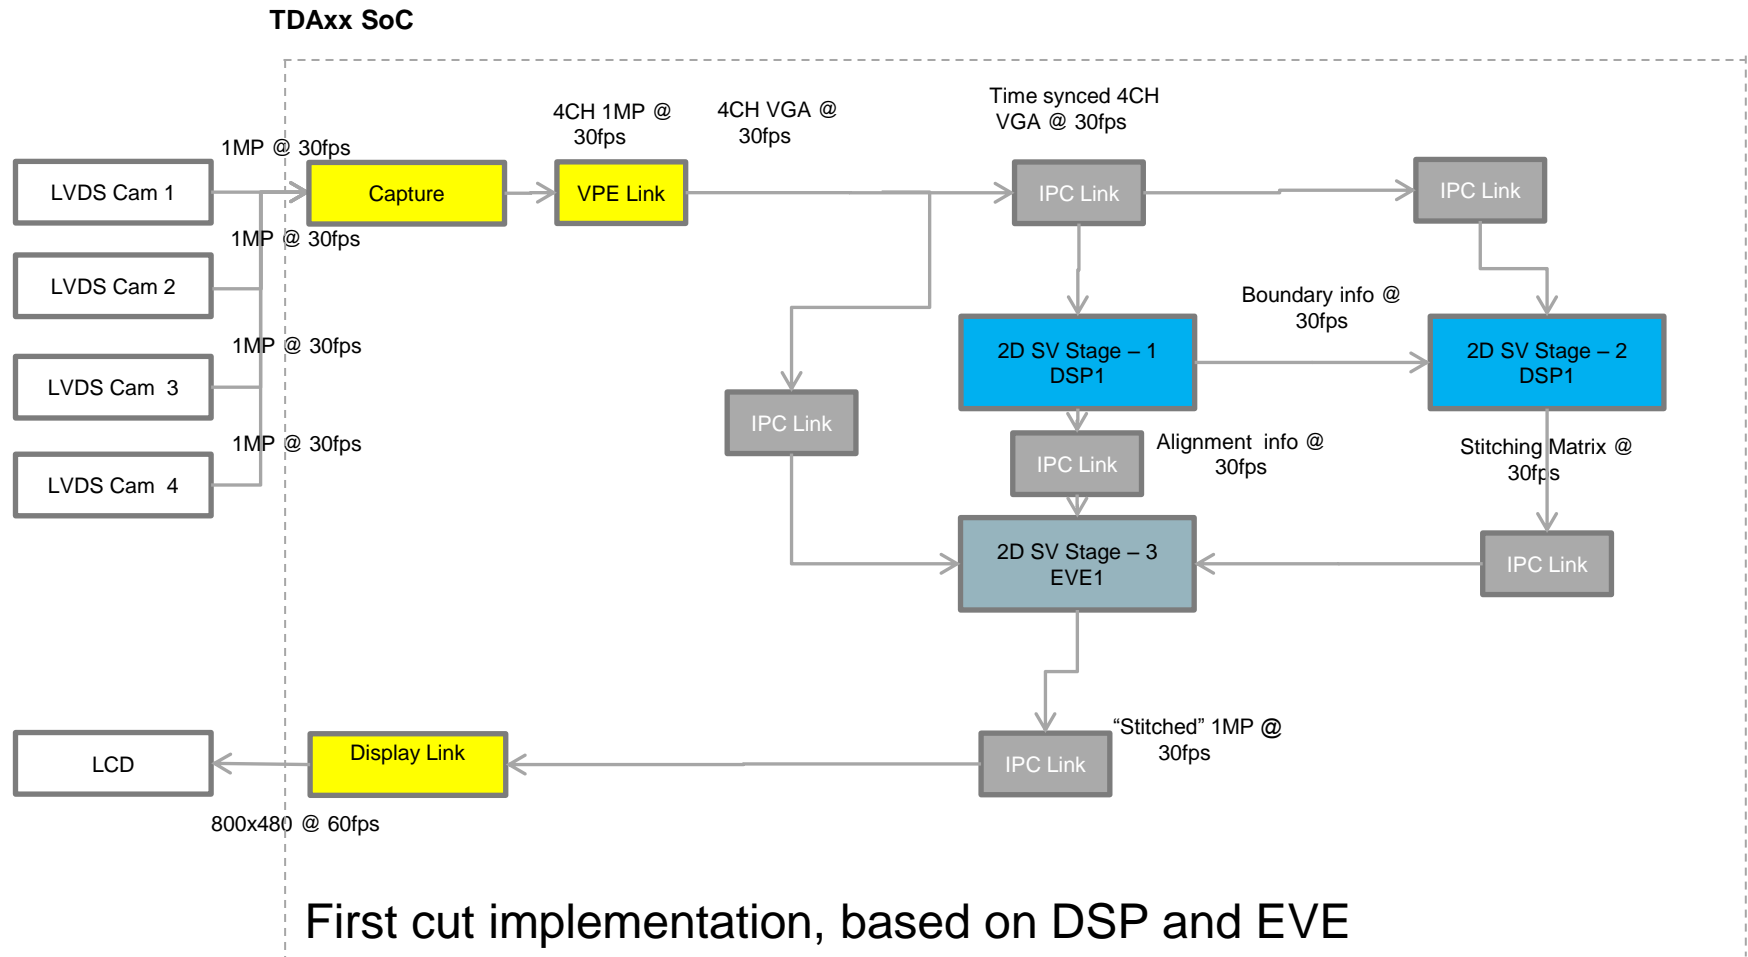 TDAxx SoC
4CH 1MP @
30fps
4CH VGA @
30fps
Time synced 4CH
VGA @ 30fps
1MP @ 30fps
LVDS Cam 1
Capture
VPE Link
IPC Link
IPC Link
1MP @ 30fps
LVDS Cam 2
Boundary info @
30fps
1MP @ 30fps
LVDS Cam  3
2D SV Stage – 1
DSP1
2D SV Stage – 2
DSP1
IPC Link
1MP @ 30fps
LVDS Cam  4
IPC Link
Alignment  info @
30fps
Stitching Matrix @
30fps
2D SV Stage – 3
EVE1
IPC Link
“Stitched” 1MP @
30fps
LCD
Display Link
IPC Link
800x480 @ 60fps
First cut implementation, based on DSP and EVE